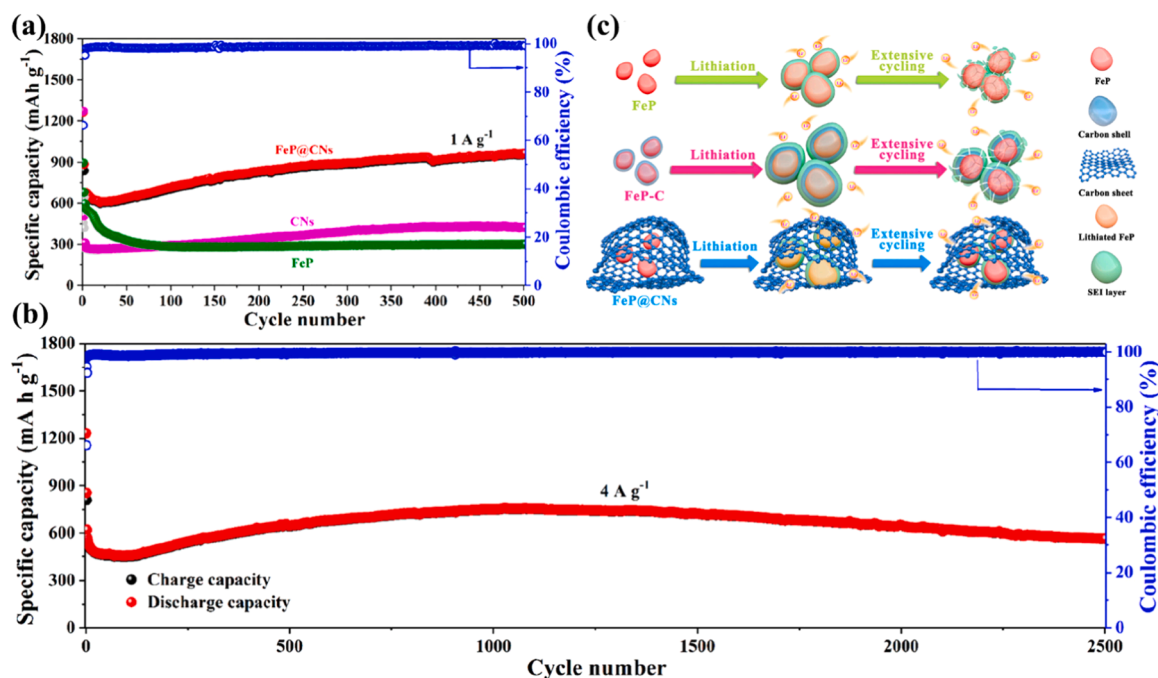 (a)
1800
1500
1200
900
600
300
0
Specific capacity (mAh g⁻¹)
FeP@CNs
1 A g⁻¹
CNs
FeP
100
80
60
40
20
0
Coulombic efficiency (%)
0 50 100 150 200 250 300 350 400 450 500
Cycle number
(c)
FeP
Lithiation
Extensive
cycling
FeP-C
Lithiation
Extensive
cycling
FeP@CNs
Lithiation
Extensive
cycling
FeP
Carbon shell
Carbon sheet
Lithiated FeP
SEI layer
(b)
1800
1500
1200
900
600
300
0
Specific capacity (mA h g⁻¹)
4 A g⁻¹
Charge capacity
Discharge capacity
100
80
60
40
20
0
Coulombic efficiency (%)
0 500 1000 1500 2000 2500
Cycle number